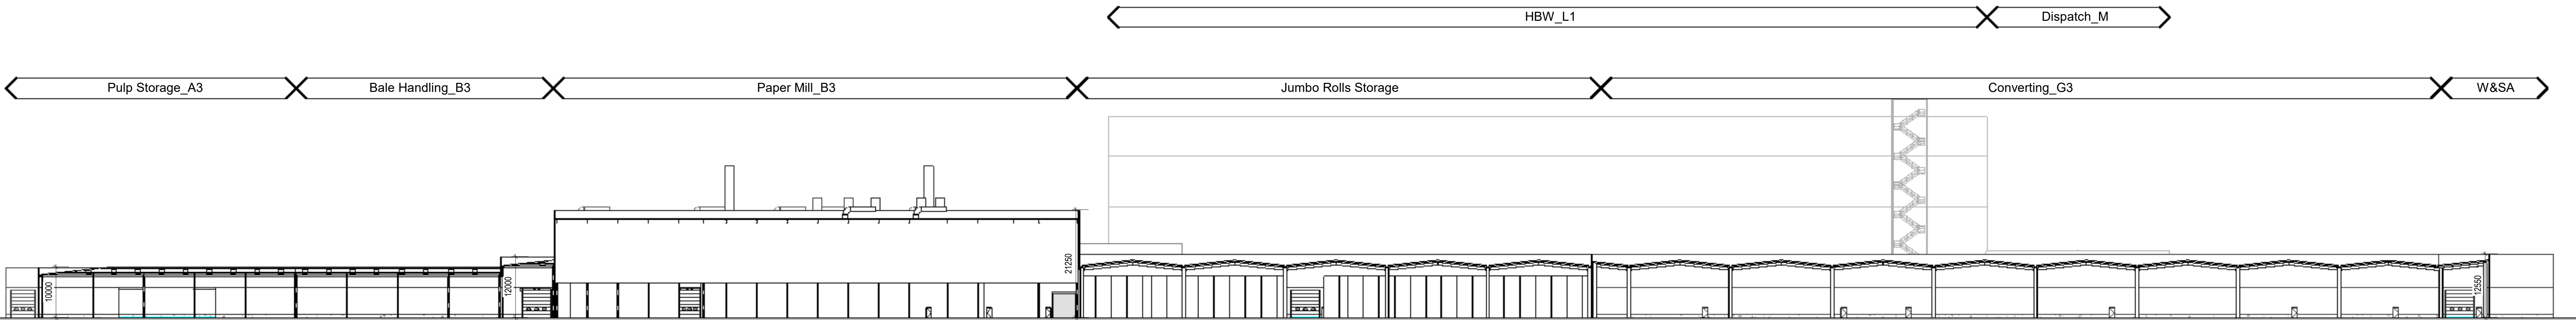 HBW_L1
Dispatch_M
Pulp Storage_A3
Bale Handling_B3
Paper Mill_B3
Jumbo Rolls Storage
Converting_G3
W&SA
10000
12000
21250
12550